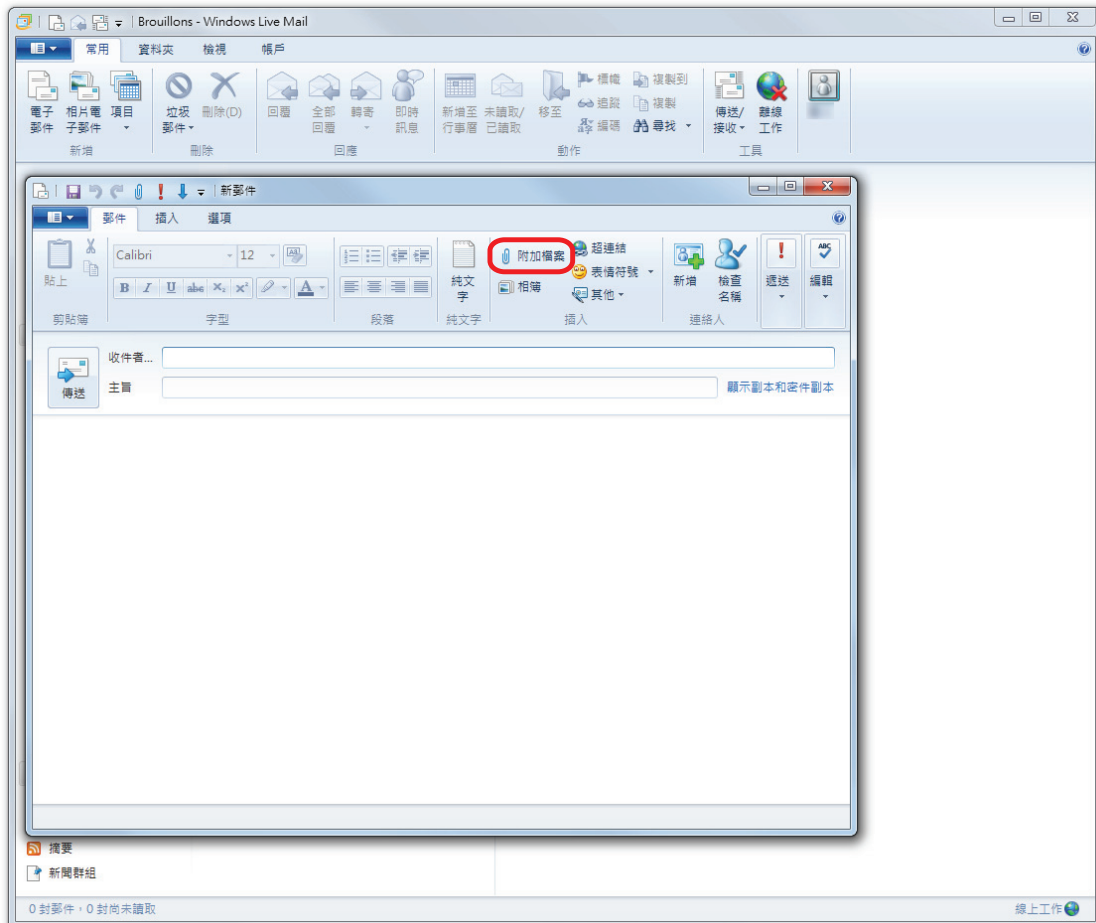 Brouillons - Windows Live Mail
常用 資料夾 檢視 帳戶
電子郵件 相片電子郵件 項目 垃圾郵件 刪除(D) 回覆 全部回覆 轉寄 即時訊息 新增至行事曆 未讀取/已讀取 移至 標幟 追蹤 編碼 複製到 複製 尋找 傳送/接收 離線工作
新增 刪除 回應 動作 工具
新郵件
郵件 插入 選項
貼上 Calibri 12 純文字 附加檔案 相簿 超連結 表情符號 其他 新增 檢查名稱 遞送 編輯
B I U abc X₂ X² A
ABC
剪貼簿 字型 段落 純文字 插入 連絡人
收件者...
傳送 主旨 顯示副本和密件副本
摘要
新聞群組
0 封郵件，0 封尚未讀取 線上工作